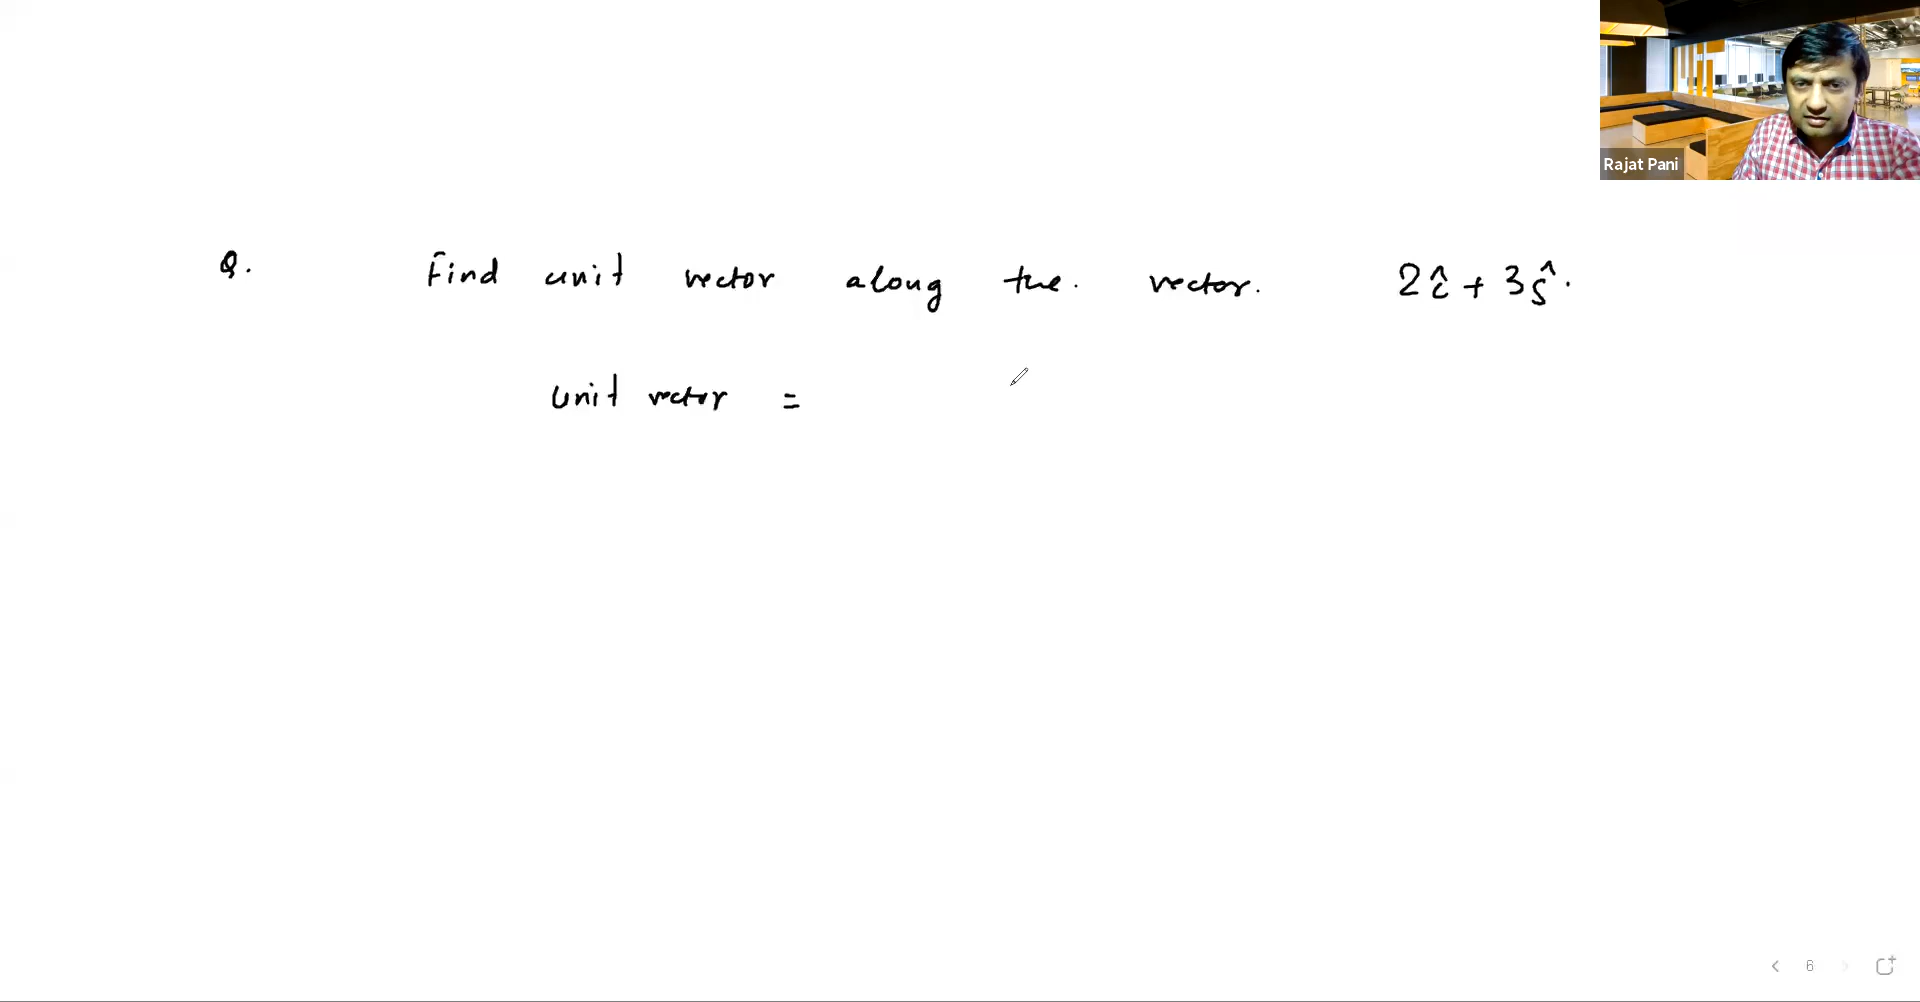 Rajat Pani
Q. Find unit vector along the. vector. 2î + 3ĵ.
unit vector =
6